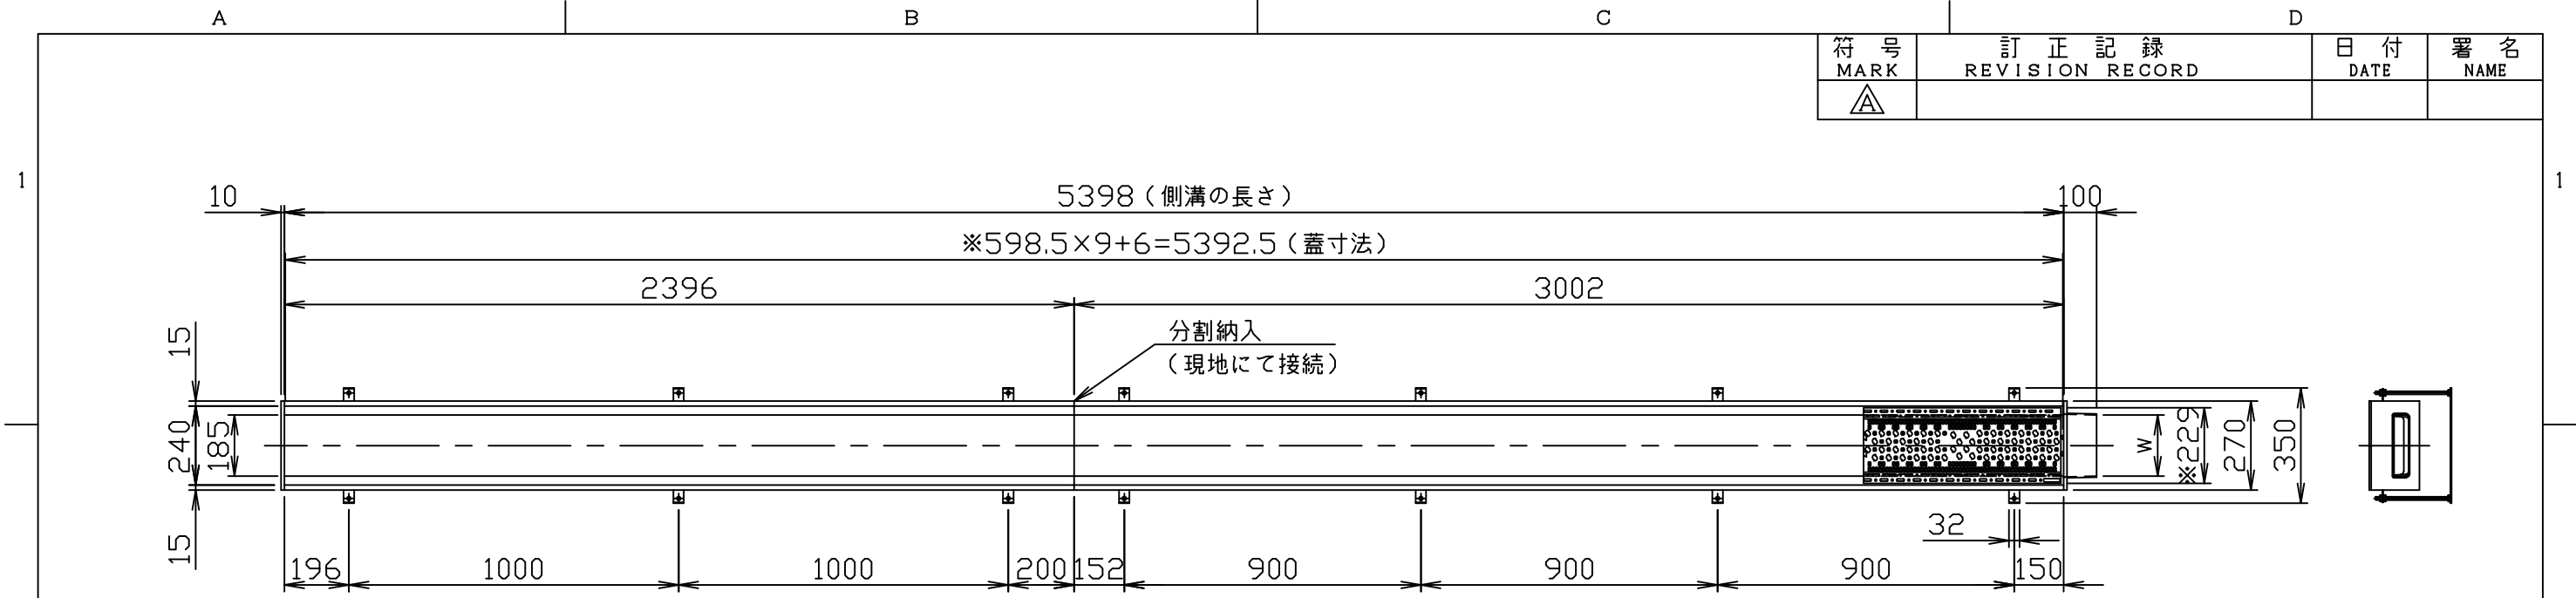 A B C D
符号 訂正記録 日付 署名
MARK REVISION RECORD DATE NAME
A
1 1
10 5398(側溝の長さ) 100
※598.5×9+6=5392.5(蓋寸法)
2396 3002
分割納入
(現地にて接続)
15
240 185 W ※229 270 350
15
32
196 1000 1000 200 152 900 900 900 150